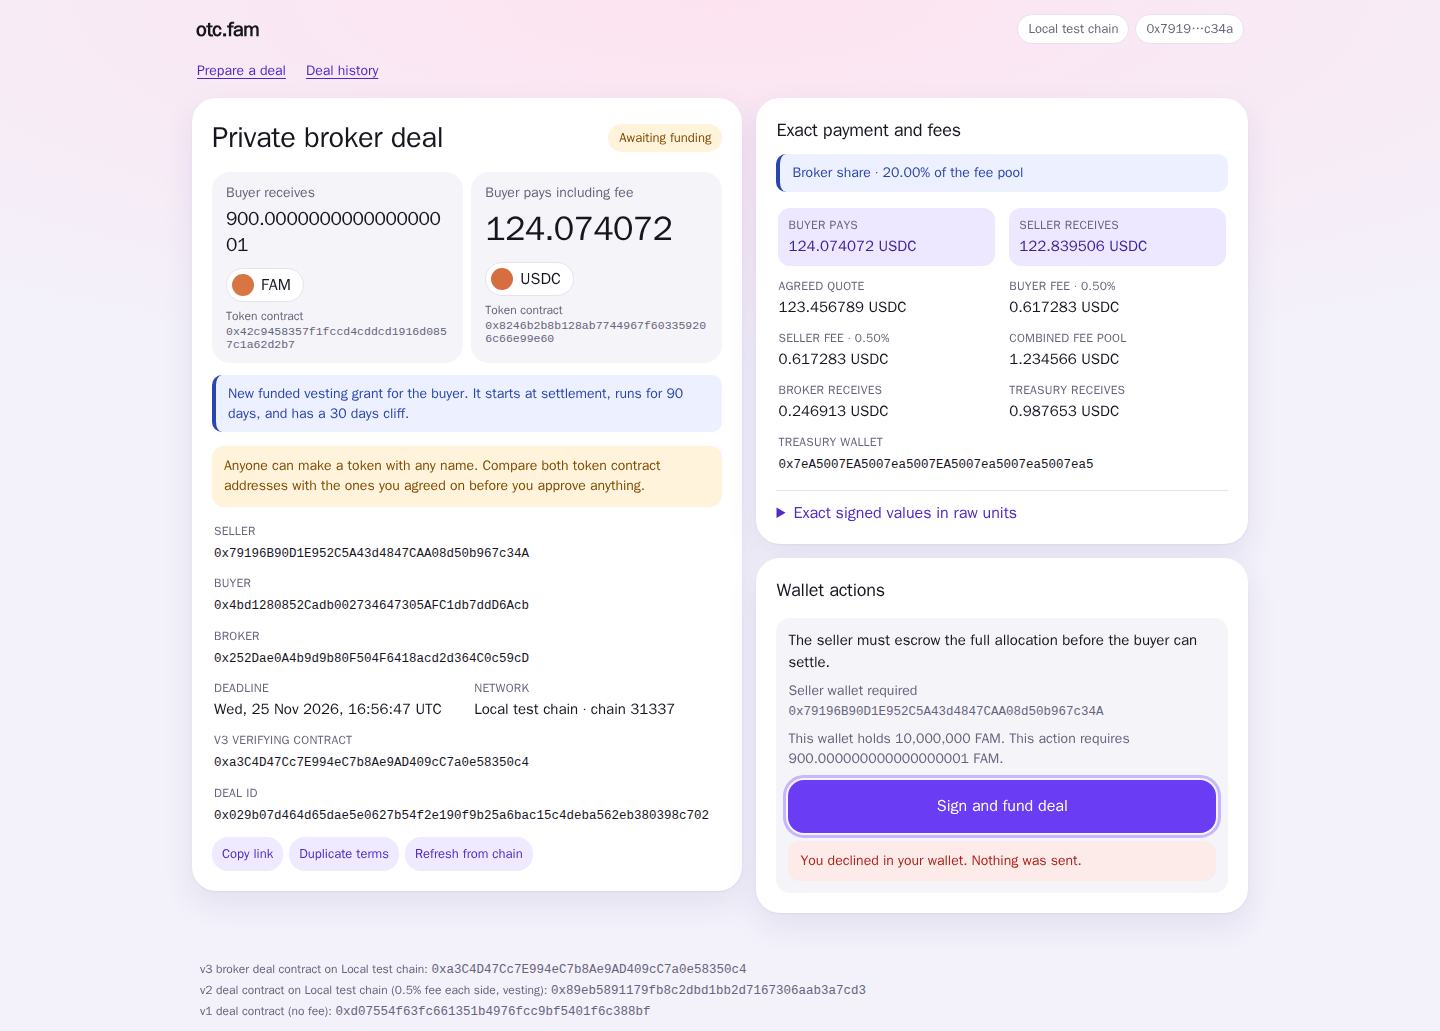 otc.fam
Local test chain
0x7919···c34a
Prepare a deal
Deal history
Private broker deal
Awaiting funding
Buyer receives
900.0000000000000000
01
FAM
Token contract
0x42c9458357f1fccd4cddcd1916d085
7c1a62d2b7
Buyer pays including fee
124.074072
USDC
Token contract
0x8246b2b8b128ab7744967f60335920
6c66e99e60
New funded vesting grant for the buyer. It starts at settlement, runs for 90
days, and has a 30 days cliff.
Anyone can make a token with any name. Compare both token contract
addresses with the ones you agreed on before you approve anything.
SELLER
0x79196B90D1E952C5A43d4847CAA08d50b967c34A
BUYER
0x4bd1280852Cadb002734647305AFC1db7ddD6Acb
BROKER
0x252Dae0A4b9d9b80F504F6418acd2d364C0c59cD
DEADLINE
Wed, 25 Nov 2026, 16:56:47 UTC
NETWORK
Local test chain · chain 31337
V3 VERIFYING CONTRACT
0xa3C4D47Cc7E994eC7b8Ae9AD409cC7a0e58350c4
DEAL ID
0x029b07d464d65dae5e0627b54f2e190f9b25a6bac15c4deba562eb380398c702
Copy link
Duplicate terms
Refresh from chain
Exact payment and fees
Broker share · 20.00% of the fee pool
BUYER PAYS
124.074072 USDC
SELLER RECEIVES
122.839506 USDC
AGREED QUOTE
123.456789 USDC
BUYER FEE · 0.50%
0.617283 USDC
SELLER FEE · 0.50%
0.617283 USDC
COMBINED FEE POOL
1.234566 USDC
BROKER RECEIVES
0.246913 USDC
TREASURY RECEIVES
0.987653 USDC
TREASURY WALLET
0x7eA5007EA5007ea5007EA5007ea5007ea5007ea5
Exact signed values in raw units
Wallet actions
The seller must escrow the full allocation before the buyer can
settle.
Seller wallet required
0x79196B90D1E952C5A43d4847CAA08d50b967c34A
This wallet holds 10,000,000 FAM. This action requires
900.000000000000000001 FAM.
Sign and fund deal
You declined in your wallet. Nothing was sent.
v3 broker deal contract on Local test chain: 0xa3C4D47Cc7E994eC7b8Ae9AD409cC7a0e58350c4
v2 deal contract on Local test chain (0.5% fee each side, vesting): 0x89eb5891179fb8c2dbd1bb2d7167306aab3a7cd3
v1 deal contract (no fee): 0xd07554f63fc661351b4976fcc9bf5401f6c388bf